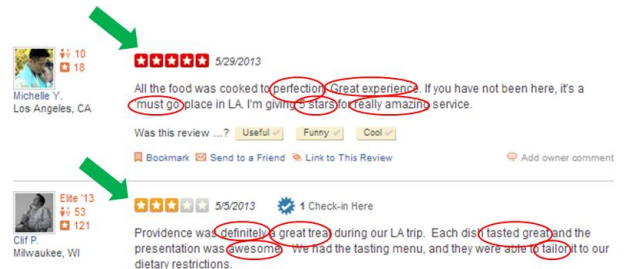 10
18
Michelle Y.
Los Angeles, CA
5/29/2013
All the food was cooked to perfection. Great experience. If you have not been here, it's a
must go place in LA. I'm giving 5 stars for really amazing service.
Was this review ...? Useful Funny Cool
Bookmark Send to a Friend Link to This Review Add owner comment
Elite '13
53
121
Clif P.
Milwaukee, WI
5/5/2013 1 Check-in Here
Providence was definitely a great treat during our LA trip. Each dish tasted great and the
presentation was awesome. We had the tasting menu, and they were able to tailor it to our
dietary restrictions.